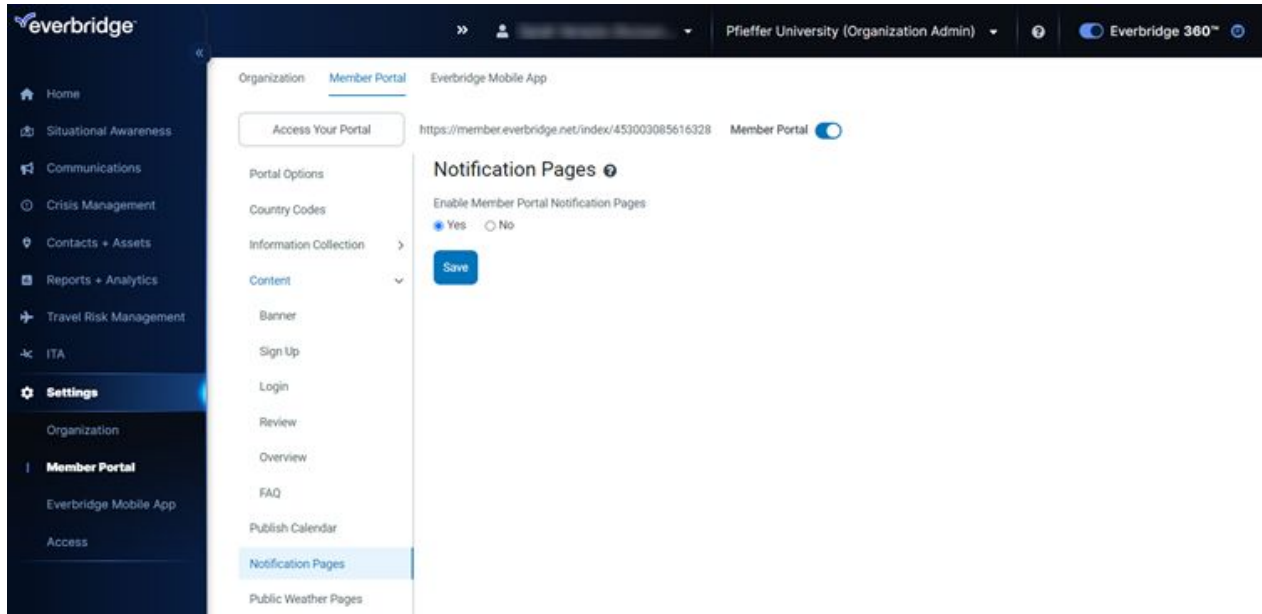 everbridge
Pfieffer University (Organization Admin)
Everbridge 360™
Home
Situational Awareness
Communications
Crisis Management
Contacts + Assets
Reports + Analytics
Travel Risk Management
ITA
Settings
Organization
Member Portal
Everbridge Mobile App
Access
Organization Member Portal Everbridge Mobile App
Access Your Portal https://member.everbridge.net/index/453003085616328 Member Portal
Portal Options
Country Codes
Information Collection
Content
Banner
Sign Up
Login
Review
Overview
FAQ
Publish Calendar
Notification Pages
Public Weather Pages
Notification Pages
Enable Member Portal Notification Pages
Yes No
Save